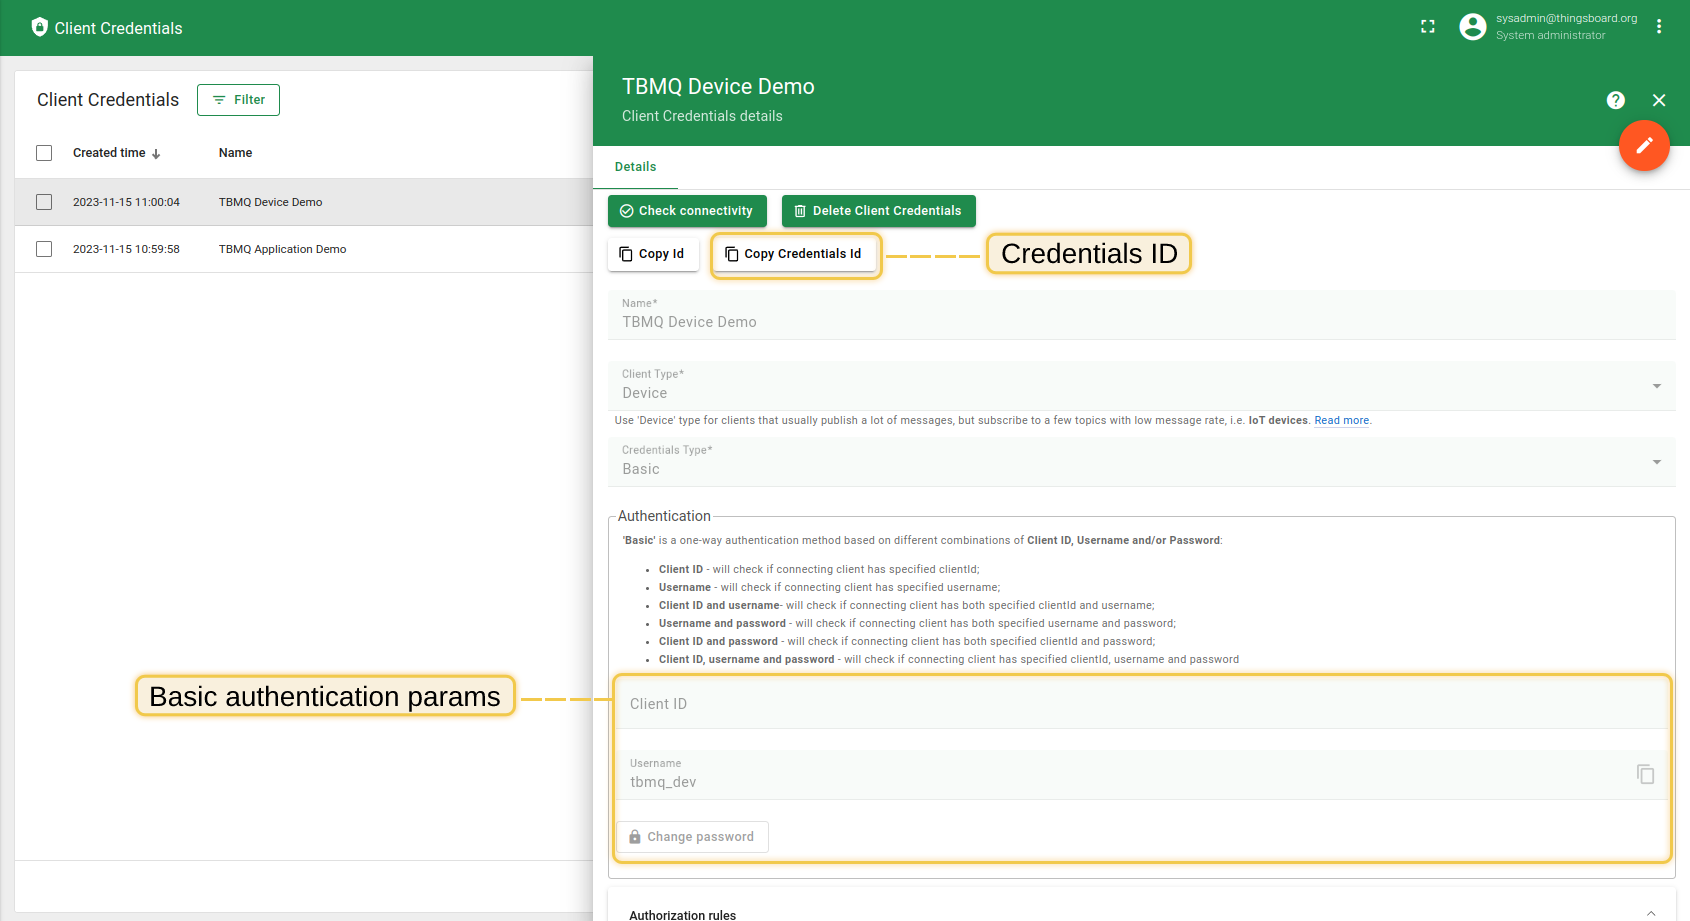 Client Credentials
sysadmin@thingsboard.org
System administrator
Client Credentials
Filter
Created time
Name
2023-11-15 11:00:04
TBMQ Device Demo
2023-11-15 10:59:58
TBMQ Application Demo
TBMQ Device Demo
Client Credentials details
?
Details
Check connectivity
Delete Client Credentials
Copy Id
Copy Credentials Id
Credentials ID
Name*
TBMQ Device Demo
Client Type*
Device
Use 'Device' type for clients that usually publish a lot of messages, but subscribe to a few topics with low message rate, i.e. IoT devices. Read more.
Credentials Type*
Basic
Authentication
'Basic' is a one-way authentication method based on different combinations of Client ID, Username and/or Password:
• Client ID - will check if connecting client has specified clientId;
• Username - will check if connecting client has specified username;
• Client ID and username- will check if connecting client has both specified clientId and username;
• Username and password - will check if connecting client has both specified username and password;
• Client ID and password - will check if connecting client has both specified clientId and password;
• Client ID, username and password - will check if connecting client has specified clientId, username and password
Basic authentication params
Client ID
Username
tbmq_dev
Change password
Authorization rules